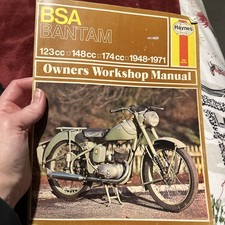 BSA
BANTAM
Haynes
123cc □ 148cc □ 174cc □ 1948-1971
Owners Workshop Manual